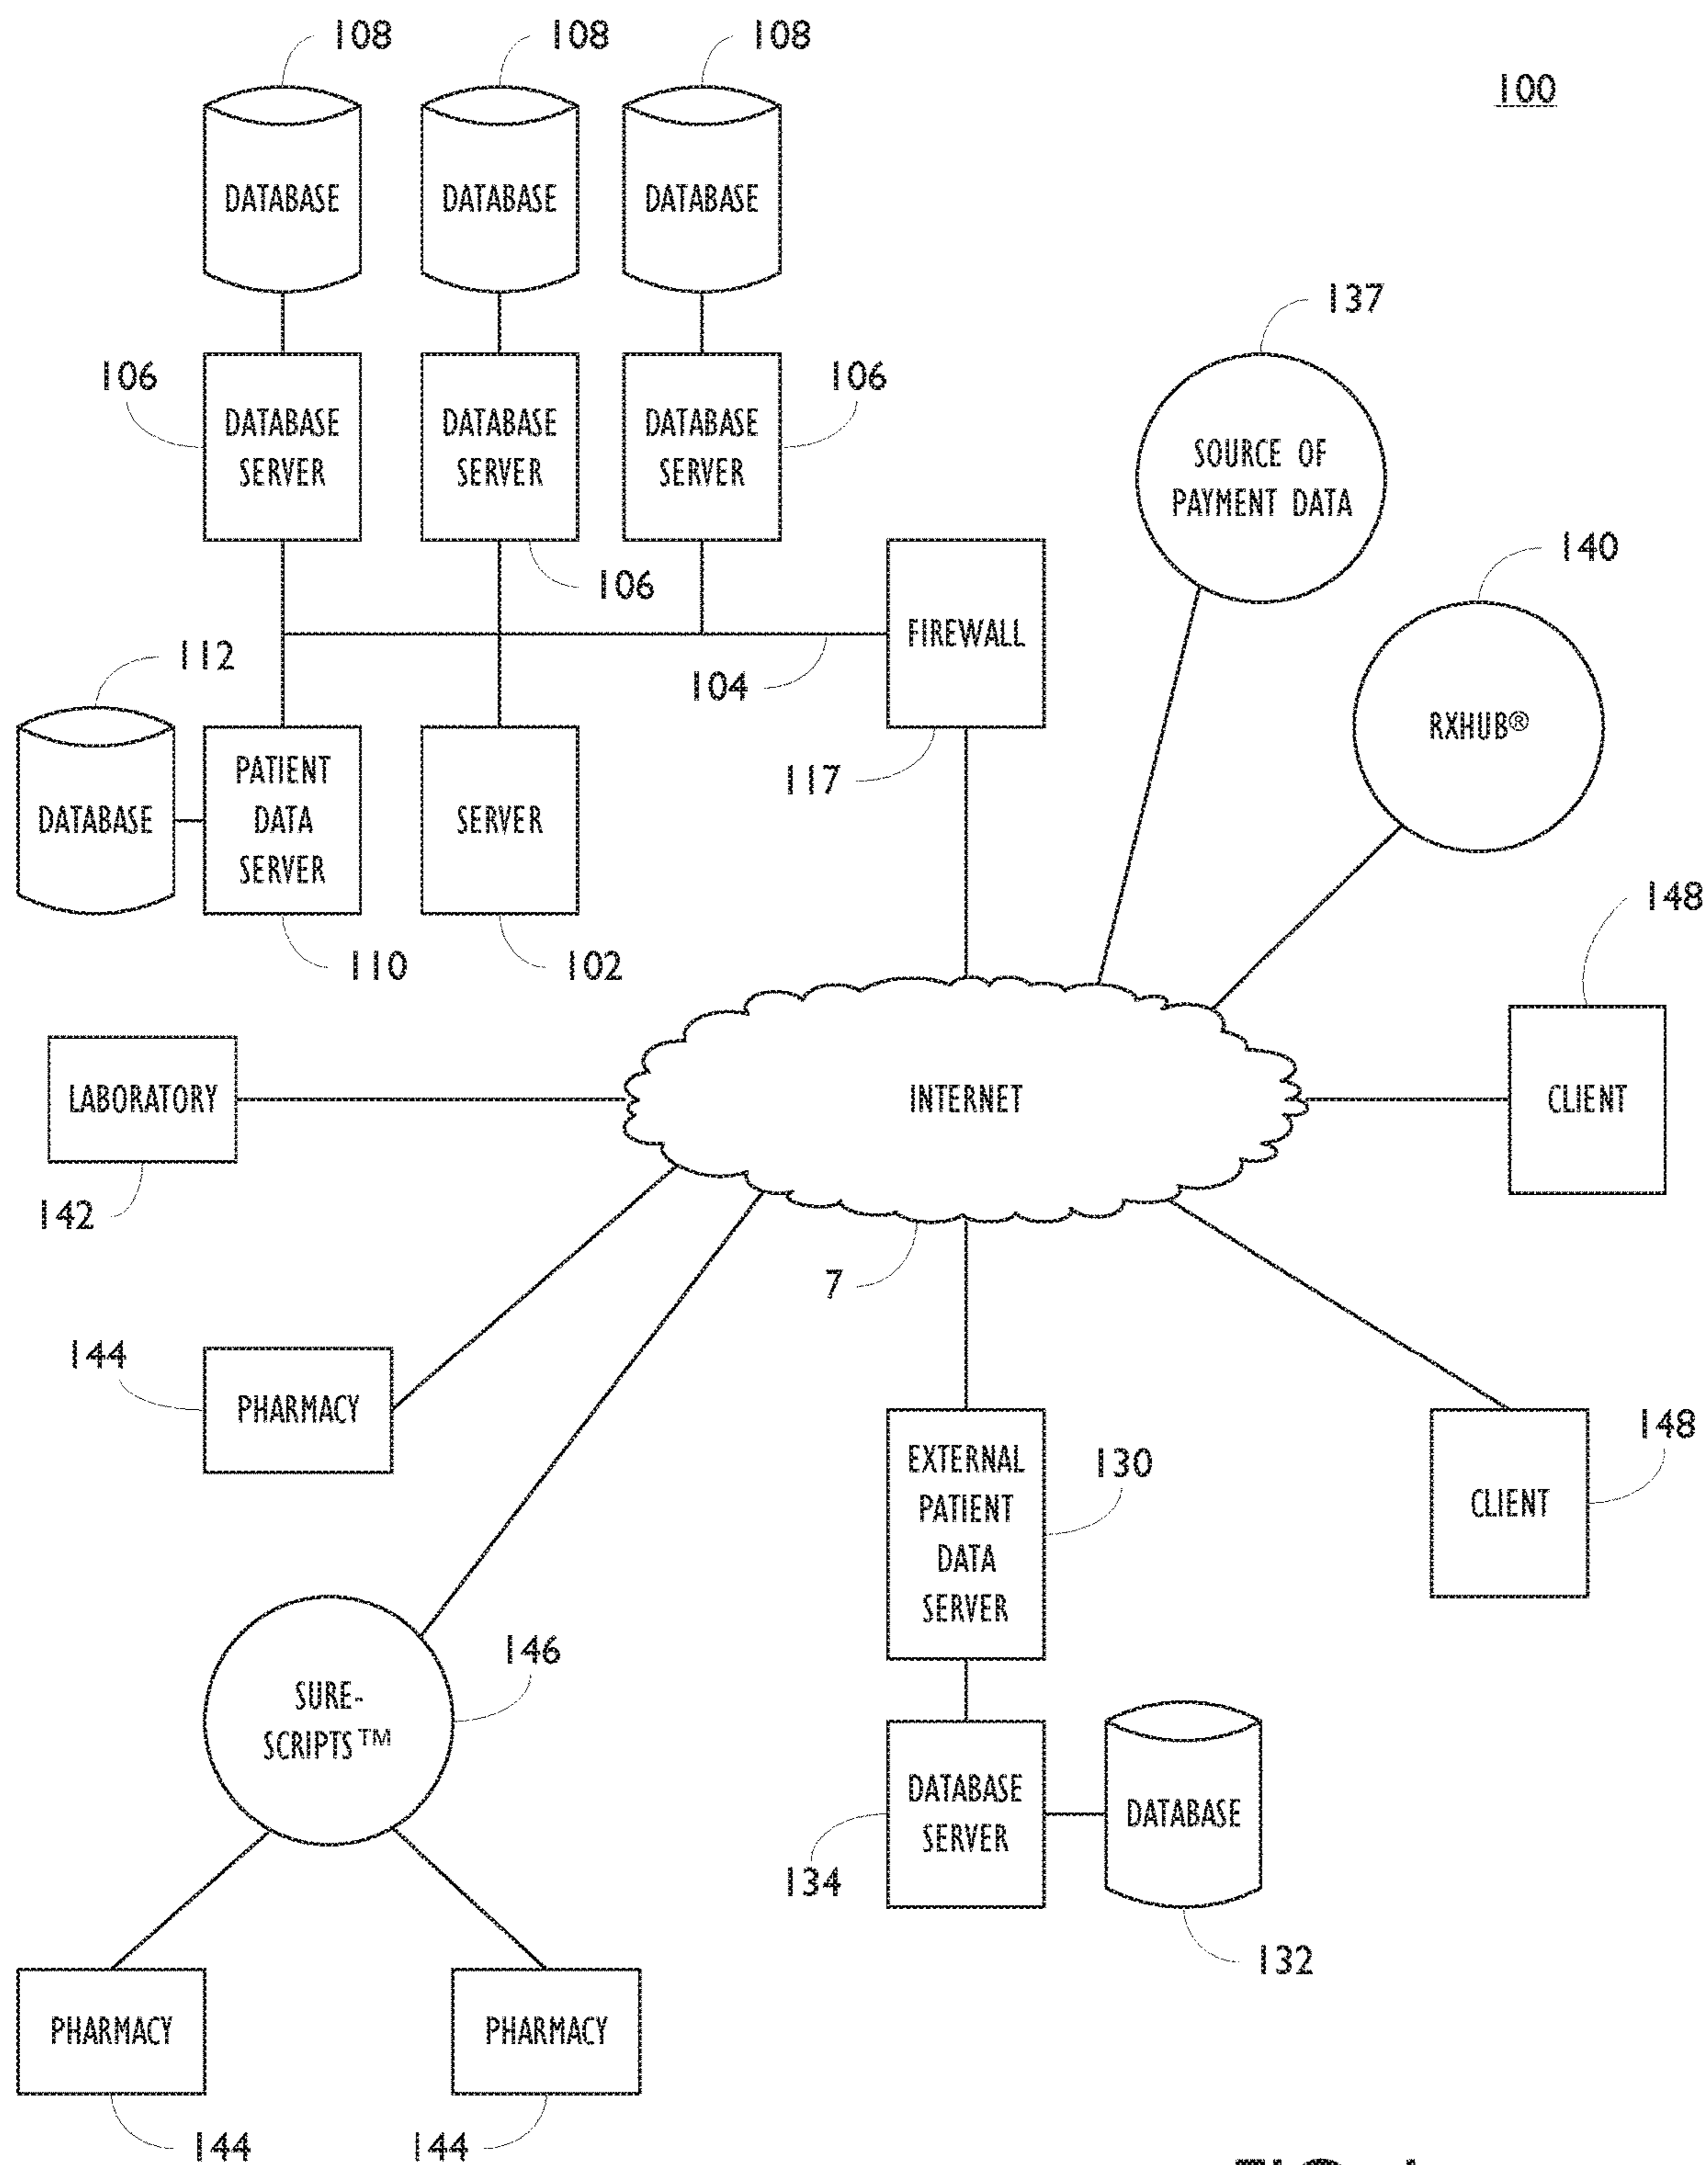 108
108
108
100
DATABASE
DATABASE
DATABASE
137
106
106
DATABASE
SERVER
DATABASE
SERVER
DATABASE
SERVER
SOURCE OF
PAYMENT DATA
140
106
FIREWALL
112
104
RXHUB®
117
DATABASE
PATIENT
DATA
SERVER
SERVER
148
110
102
LABORATORY
INTERNET
CLIENT
142
7
144
PHARMACY
148
EXTERNAL
PATIENT
DATA
SERVER
130
CLIENT
146
SURE-
SCRIPTS™
DATABASE
SERVER
DATABASE
134
132
PHARMACY
PHARMACY
144
144